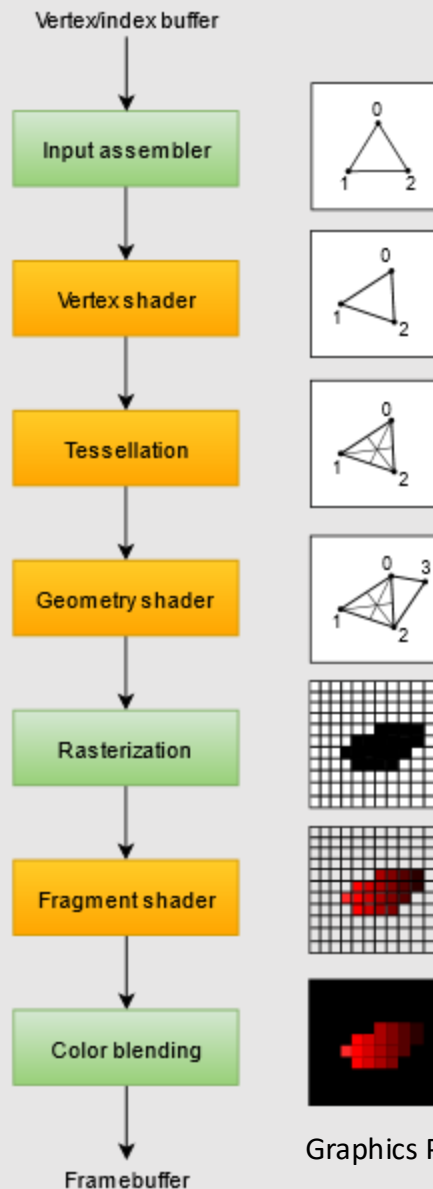 Vertex/index buffer
Input assembler
0
1 2
Vertex shader
0
1
2
Tessellation
0
1
2
Geometry shader
0 3
1
2
Rasterization
Fragment shader
Color blending
Graphics
Framebuffer